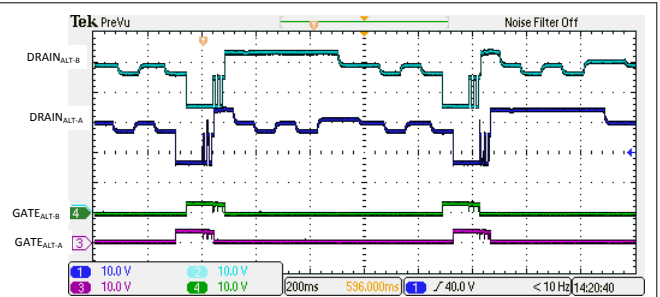 Tek PreVu
Noise Filter Off
DRAINALT-B
DRAINALT-A
GATEALT-B
4
GATEALT-A
3
1 10.0 V 2 10.0 V
3 10.0 V 4 10.0 V
200ms 596.000ms 1 40.0 V < 10 Hz 14:20:40